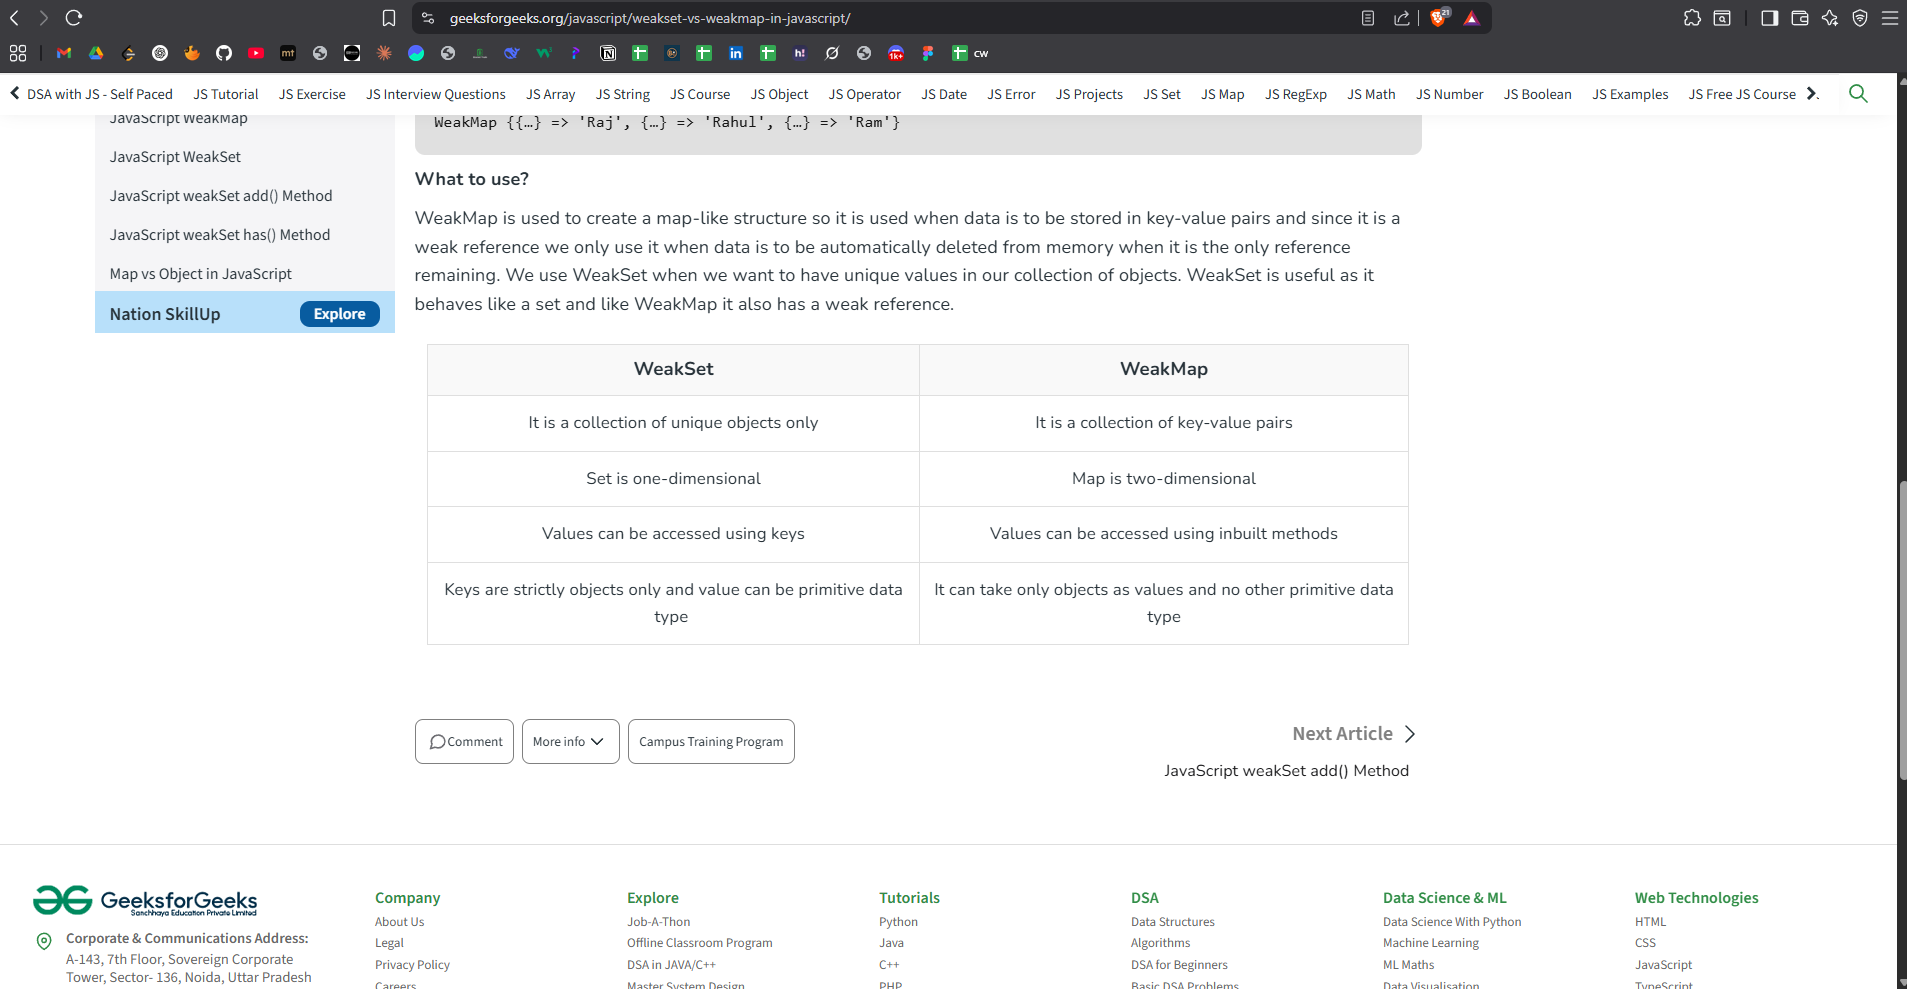 geeksforgeeks.org/javascript/weakset-vs-weakmap-in-javascript/
21
mt
h!
1K+
cw
DSA with JS - Self Paced JS Tutorial JS Exercise JS Interview Questions JS Array JS String JS Course JS Object JS Operator JS Date JS Error JS Projects JS Set JS Map JS RegExp JS Math JS Number JS Boolean JS Examples JS Free JS Course
JavaScript WeakMap
JavaScript WeakSet
JavaScript weakSet add() Method
JavaScript weakSet has() Method
Map vs Object in JavaScript
Nation SkillUp Explore
WeakMap {{…} => 'Raj', {…} => 'Rahul', {…} => 'Ram'}
What to use?
WeakMap is used to create a map-like structure so it is used when data is to be stored in key-value pairs and since it is a
weak reference we only use it when data is to be automatically deleted from memory when it is the only reference
remaining. We use WeakSet when we want to have unique values in our collection of objects. WeakSet is useful as it
behaves like a set and like WeakMap it also has a weak reference.
WeakSet WeakMap
It is a collection of unique objects only It is a collection of key-value pairs
Set is one-dimensional Map is two-dimensional
Values can be accessed using keys Values can be accessed using inbuilt methods
Keys are strictly objects only and value can be primitive data
type
It can take only objects as values and no other primitive data
type
Comment More info Campus Training Program
Next Article
JavaScript weakSet add() Method
GeeksforGeeks
Sanchhaya Education Private Limited
Corporate & Communications Address:
A-143, 7th Floor, Sovereign Corporate
Tower, Sector- 136, Noida, Uttar Pradesh
Company
About Us
Legal
Privacy Policy
Careers
Explore
Job-A-Thon
Offline Classroom Program
DSA in JAVA/C++
Master System Design
Tutorials
Python
Java
C++
PHP
DSA
Data Structures
Algorithms
DSA for Beginners
Basic DSA Problems
Data Science & ML
Data Science With Python
Machine Learning
ML Maths
Data Visualisation
Web Technologies
HTML
CSS
JavaScript
TypeScript